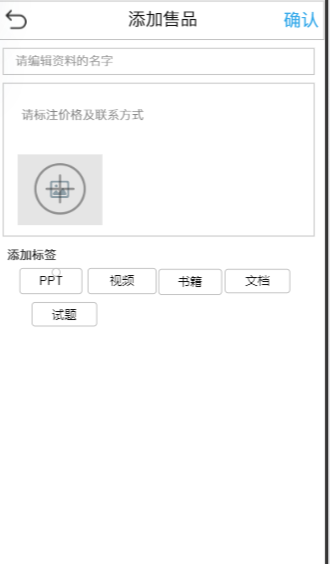 添加售品 确认
请编辑资料的名字
请标注价格及联系方式
添加标签
PPT 视频 书籍 文档
试题